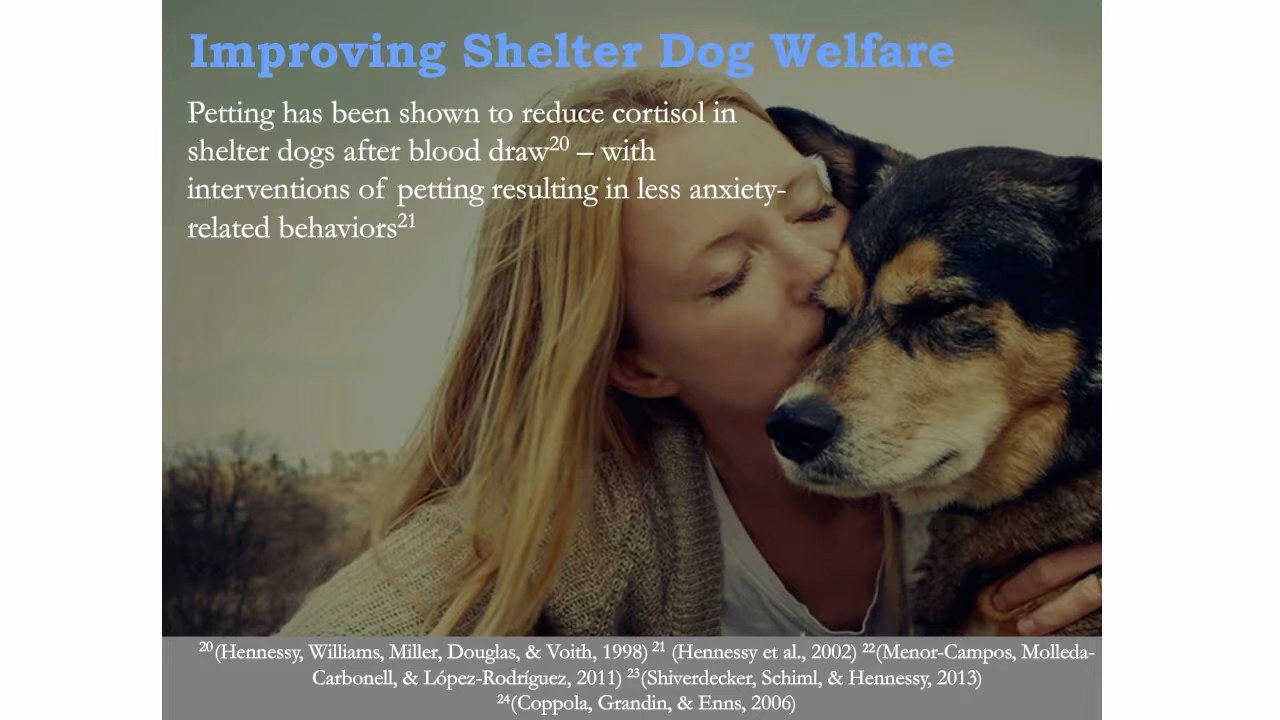 Improving Shelter Dog Welfare
Petting has been shown to reduce cortisol in
shelter dogs after blood draw²⁰ – with
interventions of petting resulting in less anxiety-
related behaviors²¹
²⁰(Hennessy, Williams, Miller, Douglas, & Voith, 1998) ²¹ (Hennessy et al., 2002) ²²(Menor-Campos, Molleda-
Carbonell, & López-Rodríguez, 2011) ²³(Shiverdecker, Schiml, & Hennessy, 2013)
²⁴(Coppola, Grandin, & Enns, 2006)